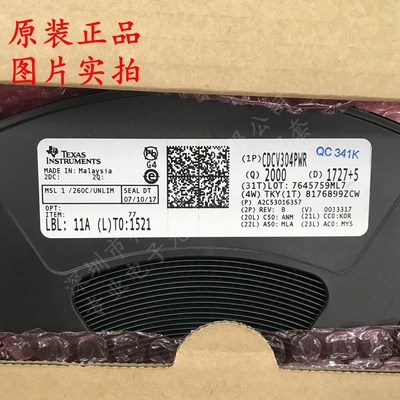 原装正品
图片实拍
TEXAS
INSTRUMENTS
G4
MADE IN: Malaysia
2DC: 2Q:
MSL 1 /260C/UNLIM
SEAL DT
07/10/17
OPT:
ITEM: 77
LBL: 11A (L)TO:1521
(1P) CDCV304PWR
QC 341K
(Q) 2000 (D) 1727+5
(31T)LOT: 7645759ML7
(4W) TKY(1T) 8176899ZCW
(P) A2C53016357
(2P) REV: B (V) 0033317
(20L) CSO: ANM (21L) CCO:KOR
(22L) ASO: MLA (23L) ACO: MYS